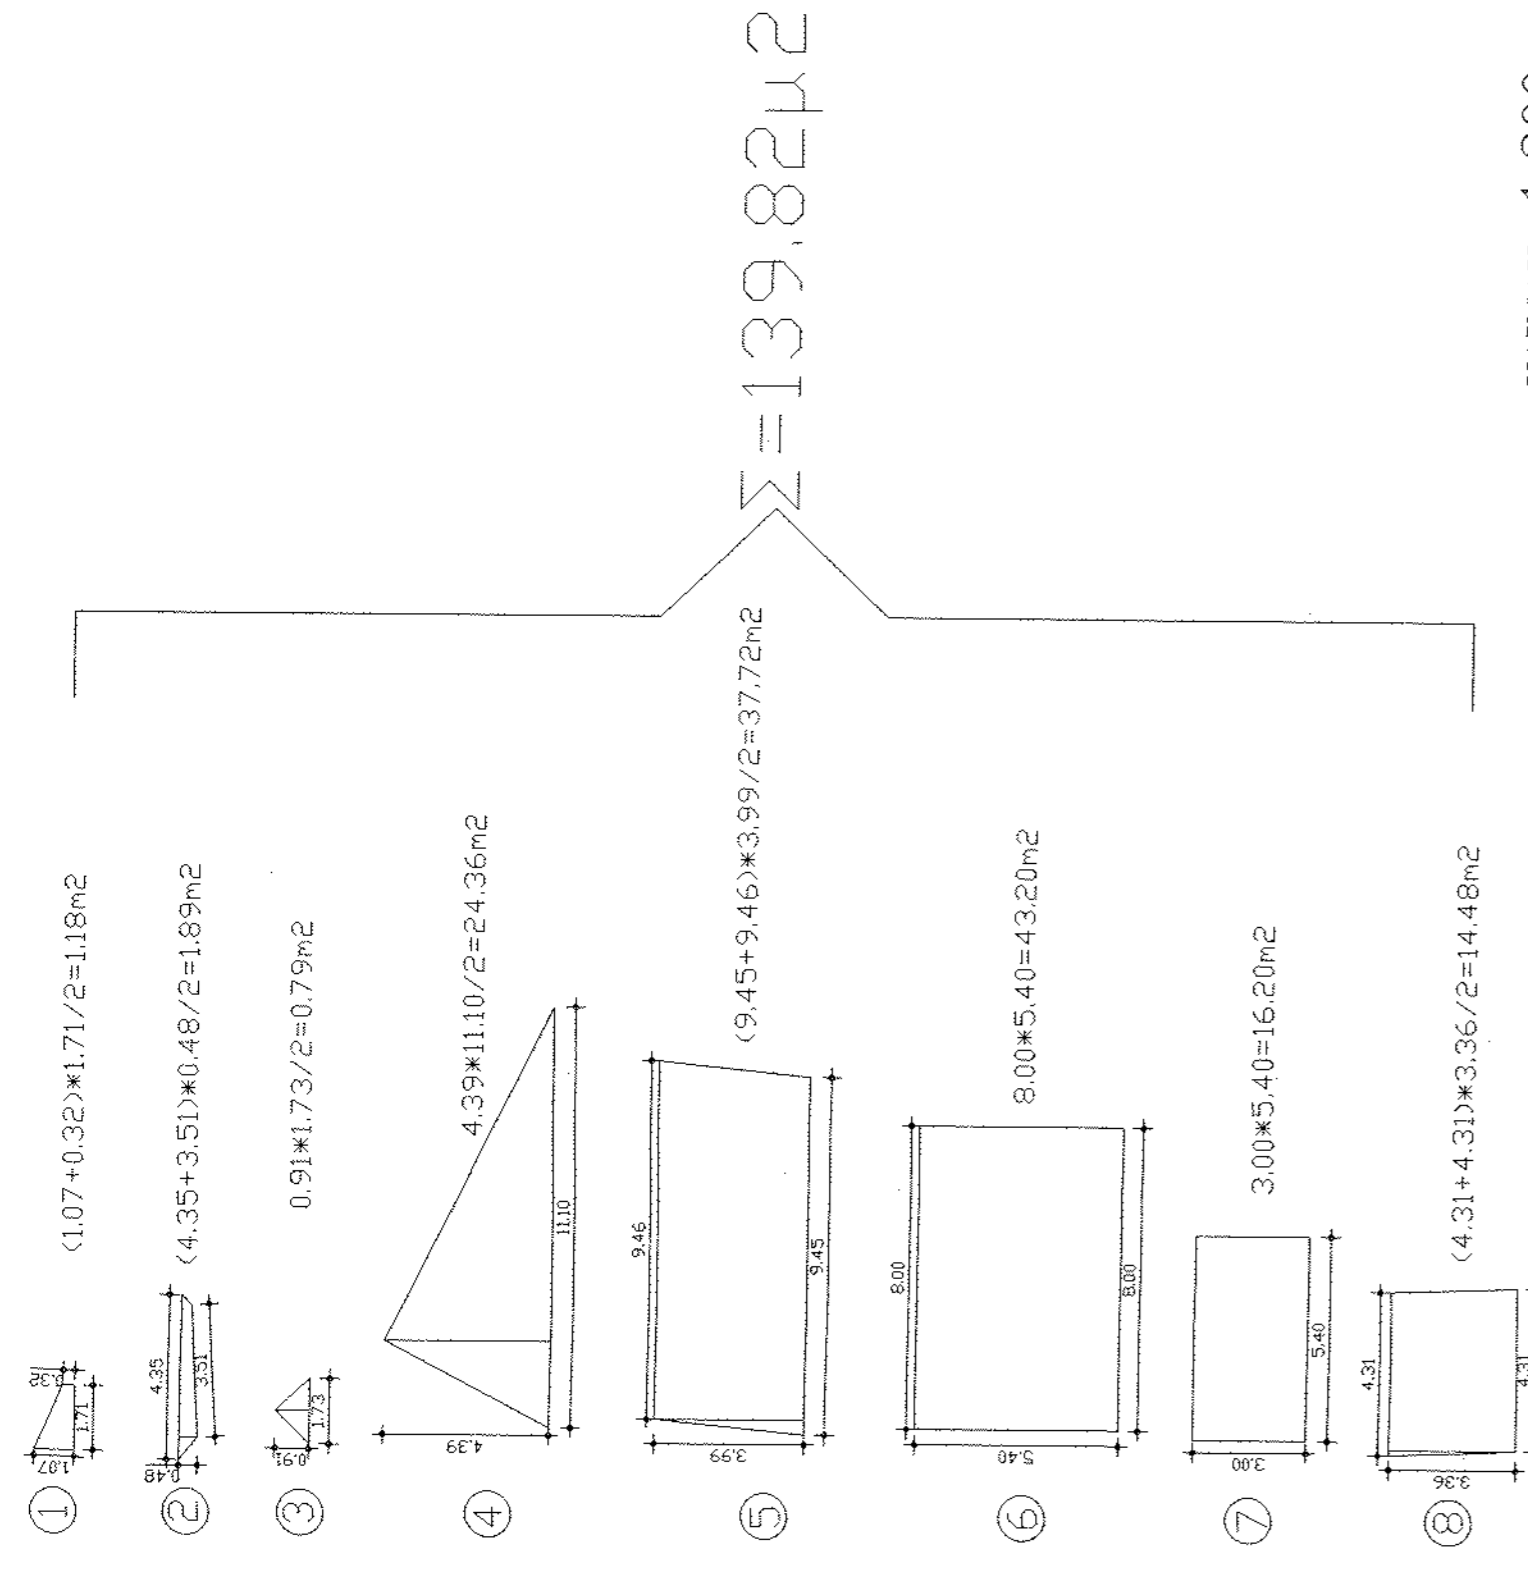 ① 1.07 0.32 1.71 (1.07+0.32)*1.71/2=1.18m2
② 0.48 4.35 3.51 (4.35+3.51)*0.48/2=1.89m2
③ 0.91 1.73 0.91*1.73/2=0.79m2
④ 4.39 11.10 4.39*11.10/2=24.36m2
⑤ 3.99 9.46 9.45 (9.45+9.46)*3.99/2=37.72m2
⑥ 5.40 8.00 8.00 8.00*5.40=43.20m2
⑦ 3.00 5.40 3.00*5.40=16.20m2
⑧ 3.36 4.31 4.31 (4.31+4.31)*3.36/2=14.48m2
Σ=139,82μ2